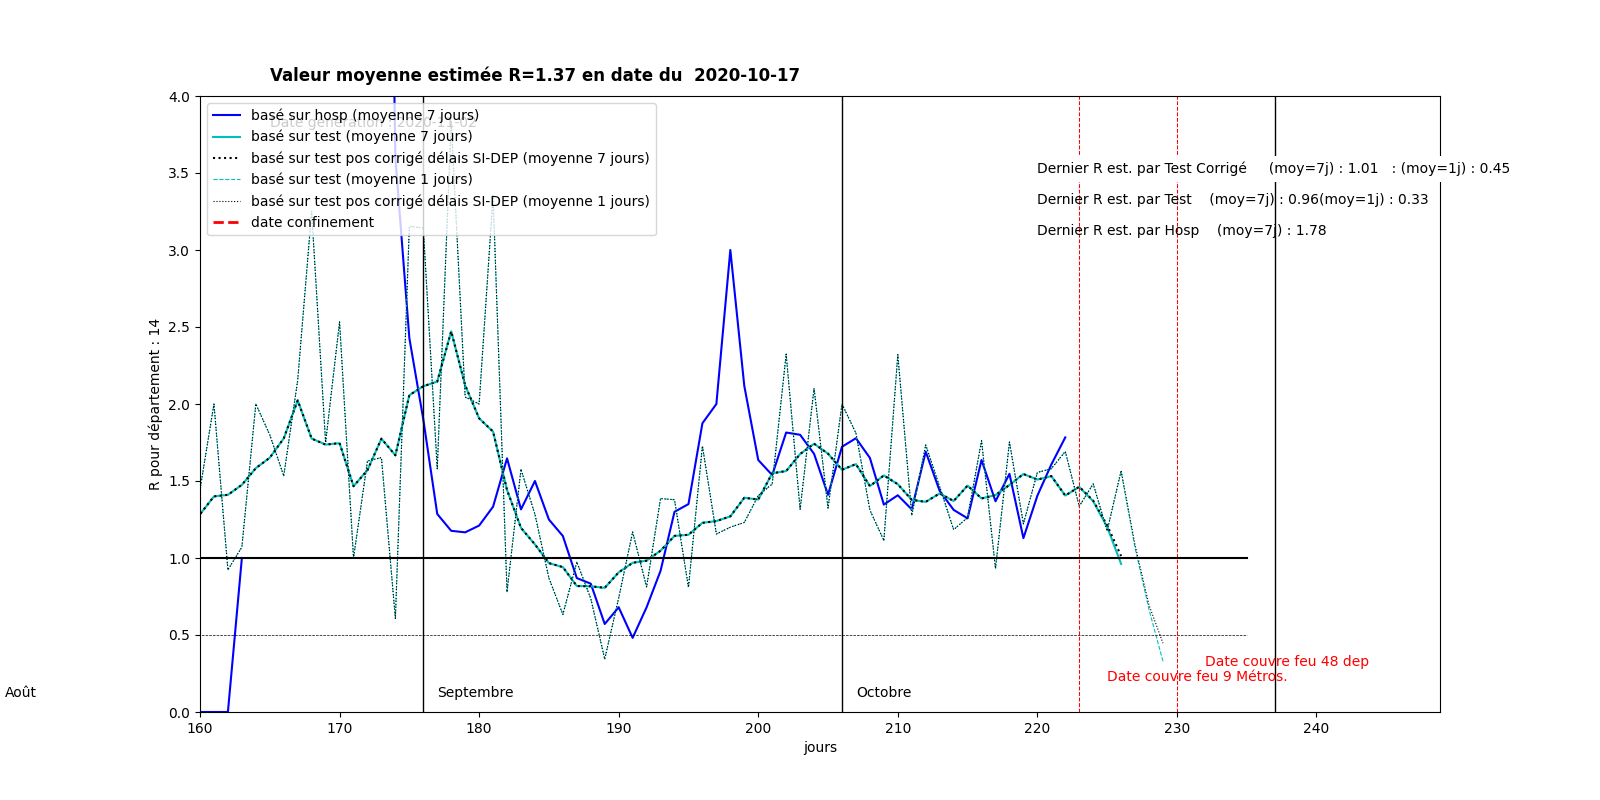 Valeur moyenne estimée R=1.37 en date du  2020-10-17
Date génération : 2020-11-02
basé sur hosp (moyenne 7 jours)
basé sur test (moyenne 7 jours)
basé sur test pos corrigé délais SI-DEP (moyenne 7 jours)
basé sur test (moyenne 1 jours)
basé sur test pos corrigé délais SI-DEP (moyenne 1 jours)
date confinement
Dernier R est. par Test Corrigé     (moy=7j) : 1.01   : (moy=1j) : 0.45
Dernier R est. par Test    (moy=7j) : 0.96(moy=1j) : 0.33
Dernier R est. par Hosp    (moy=7j) : 1.78
R pour département : 14
4.0
3.5
3.0
2.5
2.0
1.5
1.0
0.5
0.0
Date couvre feu 48 dep
Date couvre feu 9 Métros.
Août
Septembre
Octobre
160 170 180 190 200 210 220 230 240
jours